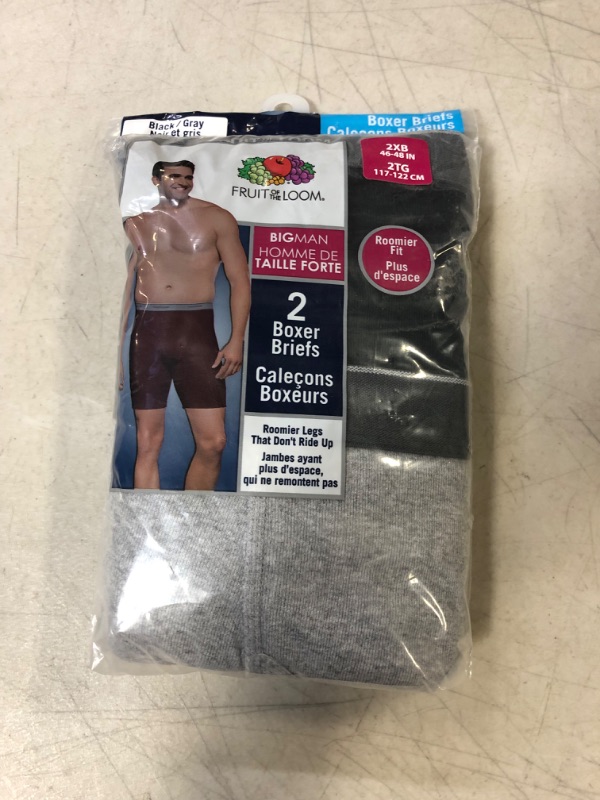 Black / Gray
Noir et gris
Boxer Briefs
Caleçons Boxeurs
2XB
46-48 IN
2TG
117-122 CM
FRUIT OF THE LOOM®
BIGMAN
HOMME DE
TAILLE FORTE
Roomier
Fit
Plus
d'espace
2
Boxer
Briefs
Caleçons
Boxeurs
Roomier Legs
That Don't Ride Up
Jambes ayant
plus d'espace,
qui ne remontent pas